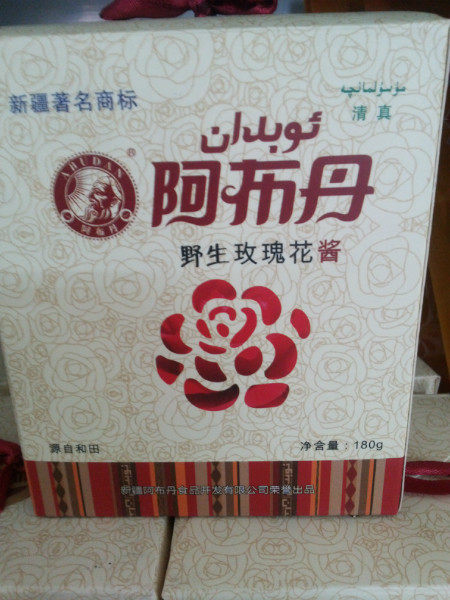 新疆著名商标
مۇسۇلمانچە
清真
ئوبدان
ABUDAN
®
阿布丹
阿布丹
野生玫瑰花酱
源自和田
净含量：180g
新疆阿布丹食品开发有限公司荣誉出品